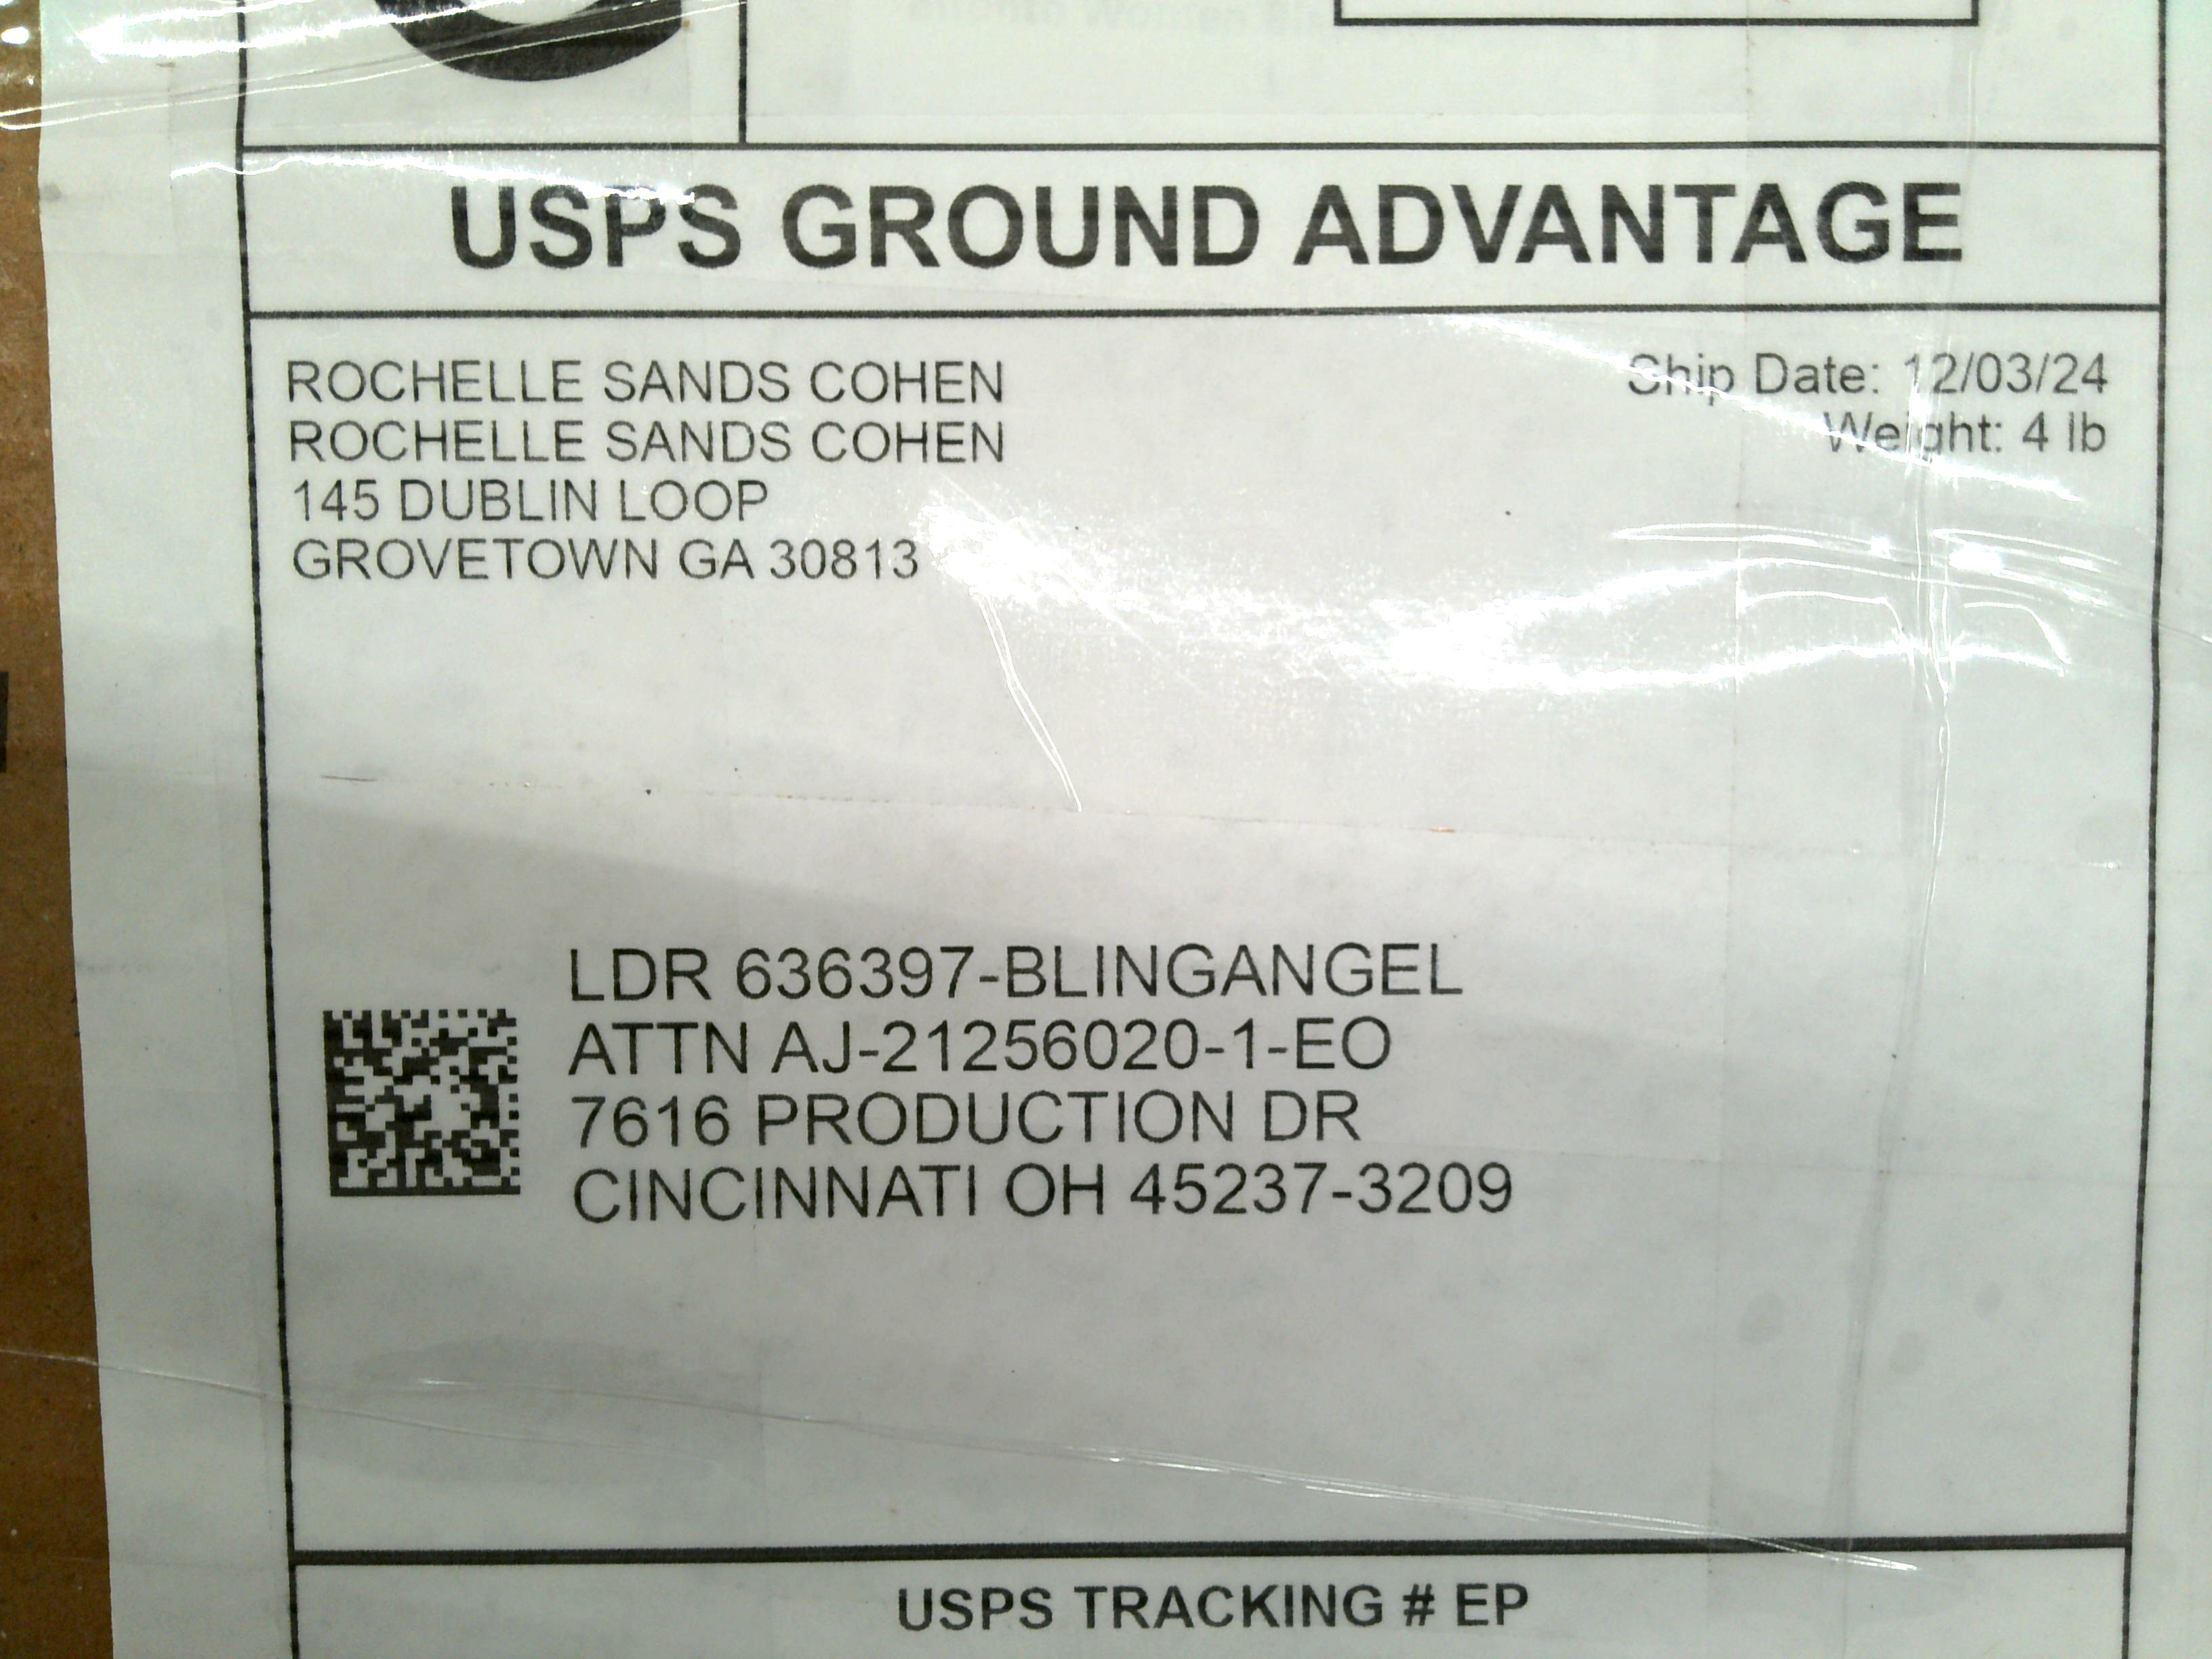 USPS GROUND ADVANTAGE
ROCHELLE SANDS COHEN
ROCHELLE SANDS COHEN
145 DUBLIN LOOP
GROVETOWN GA 30813
Ship Date: 12/03/24
Weight: 4 lb
LDR 636397-BLINGANGEL
ATTN AJ-21256020-1-EO
7616 PRODUCTION DR
CINCINNATI OH 45237-3209
USPS TRACKING # EP